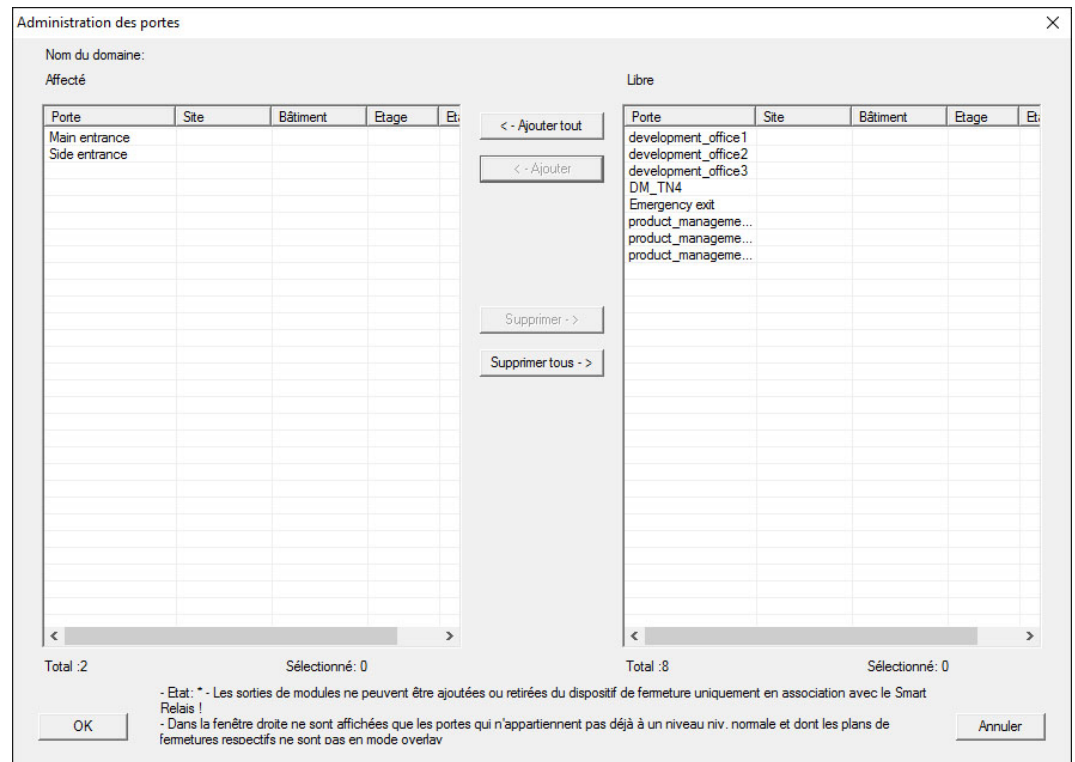 Administration des portes
Nom du domaine:
Affecté
Libre
Porte Site Bâtiment Etage Et
Main entrance
Side entrance
< - Ajouter tout
< - Ajouter
Supprimer - >
Supprimer tous - >
Porte Site Bâtiment Etage Et
development_office1
development_office2
development_office3
DM_TN4
Emergency exit
product_manageme...
product_manageme...
product_manageme...
Total :2 Sélectionné: 0
Total :8 Sélectionné: 0
- Etat: * - Les sorties de modules ne peuvent être ajoutées ou retirées du dispositif de fermeture uniquement en association avec le Smart
Relais !
- Dans la fenêtre droite ne sont affichées que les portes qui n'appartiennent pas déjà à un niveau niv. normale et dont les plans de
fermetures respectifs ne sont pas en mode overlay
OK
Annuler